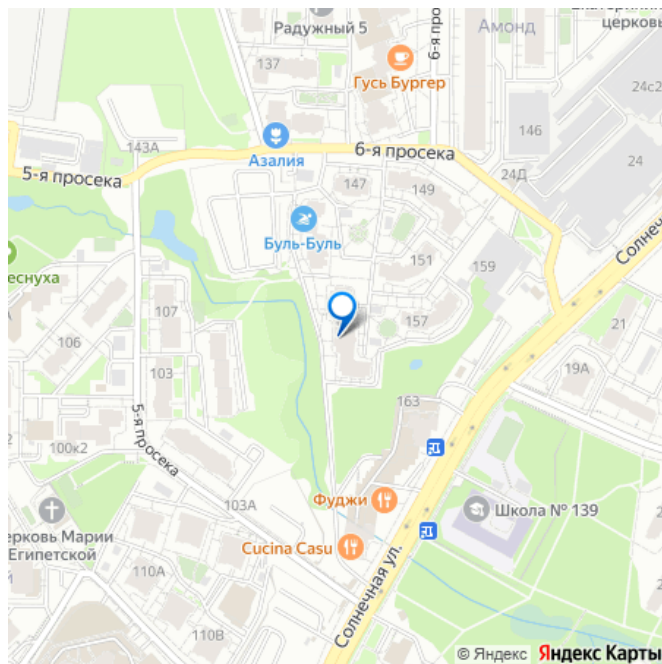 Радужный 5
Амонд
церковь
137
6-я просека
Гусь Бургер
24с2
146
24
143А
6-я просека
5-я просека
Азалия
24Д
147
149
Солнечн
Буль-Буль
151
159
еснуха
107
157
21
106
103
19А
163
5-я просека
100к2
103А
Фуджи
Школа № 139
ерковь Марии
Египетской
Cucina Casu
110А
Солнечная ул.
110В
© Яндекс Яндекс Карты